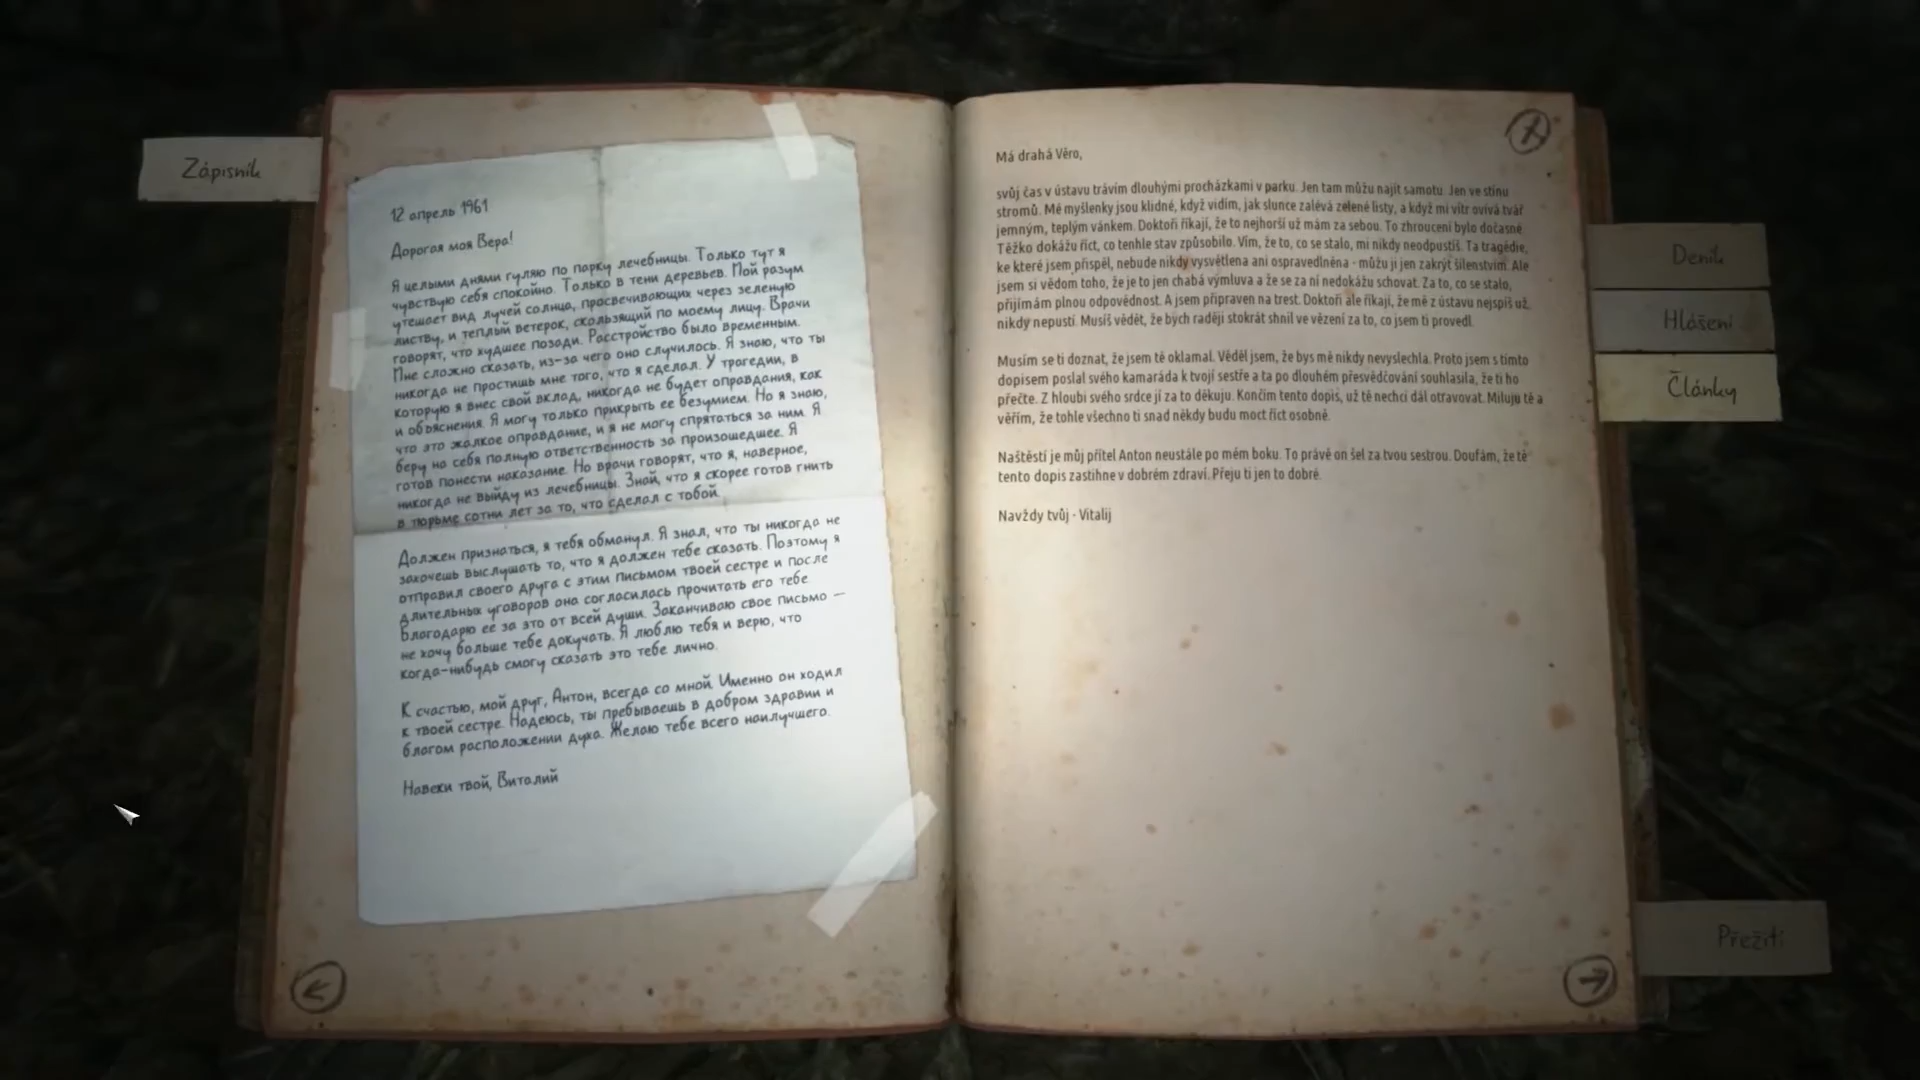 Zápisník
12 апрель 1961
Дорогая моя Вера!
Я целыми днями гуляю по парку лечебницы. Только тут я
чувствую себя спокойно. Только в тени деревьев. Мой разум
утешает вид лучей солнца, просвечивающих через зеленую
листву, и теплый ветерок, скользящий по моему лицу. Врачи
говорят, что худшее позади. Расстройство было временным.
Мне сложно сказать, из-за чего оно случилось. Я знаю, что ты
никогда не простишь мне того, что я сделал. У трагедии, в
которую я внес свой вклад, никогда не будет оправдания, как
и объяснения. Я могу только прикрыть ее безумием. Но я знаю,
что это жалкое оправдание, и я не могу спрятаться за ним. Я
беру на себя полную ответственность за произошедшее. Я
готов понести наказание. Но врачи говорят, что я, наверное,
никогда не выйду из лечебницы. Знай, что я скорее готов гнить
в тюрьме сотни лет за то, что сделал с тобой.
Должен признаться, я тебя обманул. Я знал, что ты никогда не
захочешь выслушать то, что я должен тебе сказать. Поэтому я
отправил своего друга с этим письмом твоей сестре и после
длительных уговоров она согласилась прочитать его тебе.
Благодарю ее за это от всей души. Заканчиваю свое письмо —
не хочу больше тебе докучать. Я люблю тебя и верю, что
когда-нибудь смогу сказать это тебе лично.
К счастью, мой друг, Антон, всегда со мной. Именно он ходил
к твоей сестре. Надеюсь, ты пребываешь в добром здравии и
благом расположении духа. Желаю тебе всего наилучшего.
Навеки твой, Виталий
Má drahá Věro,
svůj čas v ústavu trávím dlouhými procházkami v parku. Jen tam můžu najít samotu. Jen ve stínu
stromů. Mé myšlenky jsou klidné, když vidím, jak slunce zalévá zelené listy, a když mi vítr ovívá tvář
jemným, teplým vánkem. Doktoři říkají, že to nejhorší už mám za sebou. To zhroucení bylo dočasné.
Těžko dokážu říct, co tenhle stav způsobilo. Vím, že to, co se stalo, mi nikdy neodpustíš. Ta tragédie,
ke které jsem přispěl, nebude nikdy vysvětlena ani ospravedlněna - můžu ji jen zakrýt šílenstvím. Ale
jsem si vědom toho, že je to jen chabá výmluva a že se za ní nedokážu schovat. Za to, co se stalo,
přijímám plnou odpovědnost. A jsem připraven na trest. Doktoři ale říkají, že mě z ústavu nejspíš už
nikdy nepustí. Musíš vědět, že bych raději stokrát shnil ve vězení za to, co jsem ti provedl.
Musím se ti doznat, že jsem tě oklamal. Věděl jsem, že bys mě nikdy nevyslechla. Proto jsem s tímto
dopisem poslal svého kamaráda k tvojí sestře a ta po dlouhém přesvědčování souhlasila, že ti ho
přečte. Z hloubi svého srdce jí za to děkuju. Končím tento dopis, už tě nechci dál otravovat. Miluju tě a
věřím, že tohle všechno ti snad někdy budu moct říct osobně.
Naštěstí je můj přítel Anton neustále po mém boku. To právě on šel za tvou sestrou. Doufám, že tě
tento dopis zastihne v dobrém zdraví. Přeju ti jen to dobré.
Navždy tvůj - Vitalij
Deník
Hlášení
Články
Přežití